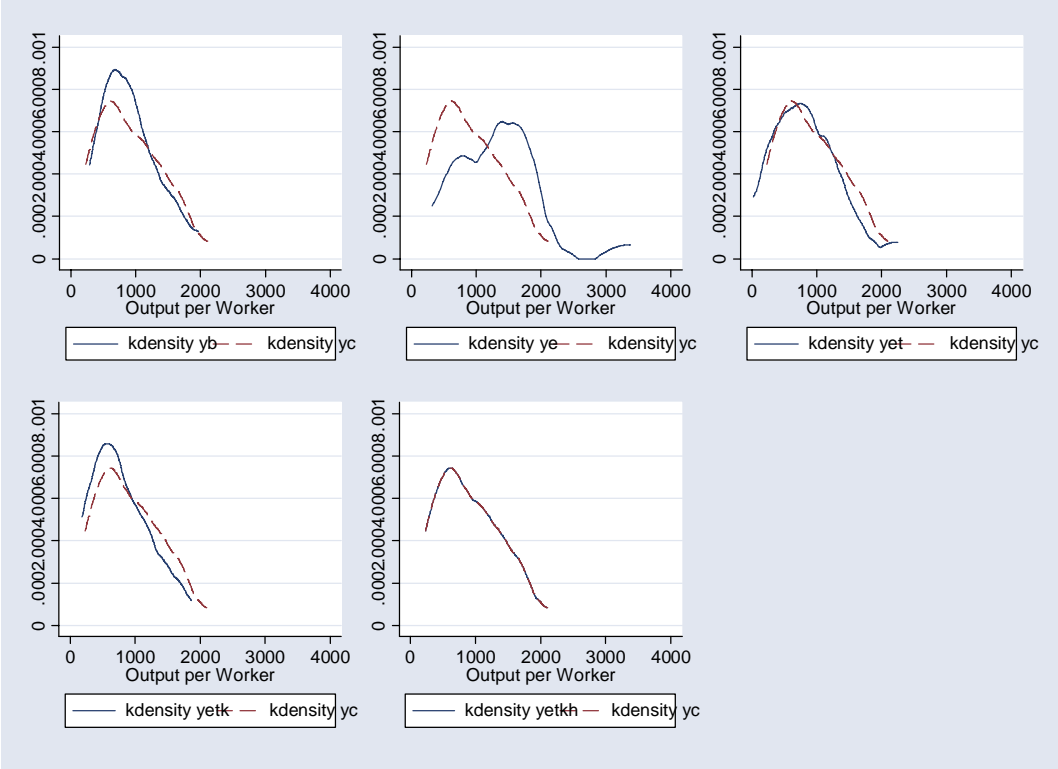 0 .0002.0004.0006.0008.001
0 1000 2000 3000 4000
Output per Worker
kdensity yb kdensity yc
0 .0002.0004.0006.0008.001
0 1000 2000 3000 4000
Output per Worker
kdensity ye kdensity yc
0 .0002.0004.0006.0008.001
0 1000 2000 3000 4000
Output per Worker
kdensity yet kdensity yc
0 .0002.0004.0006.0008.001
0 1000 2000 3000 4000
Output per Worker
kdensity yetk kdensity yc
0 .0002.0004.0006.0008.001
0 1000 2000 3000 4000
Output per Worker
kdensity yetkh kdensity yc